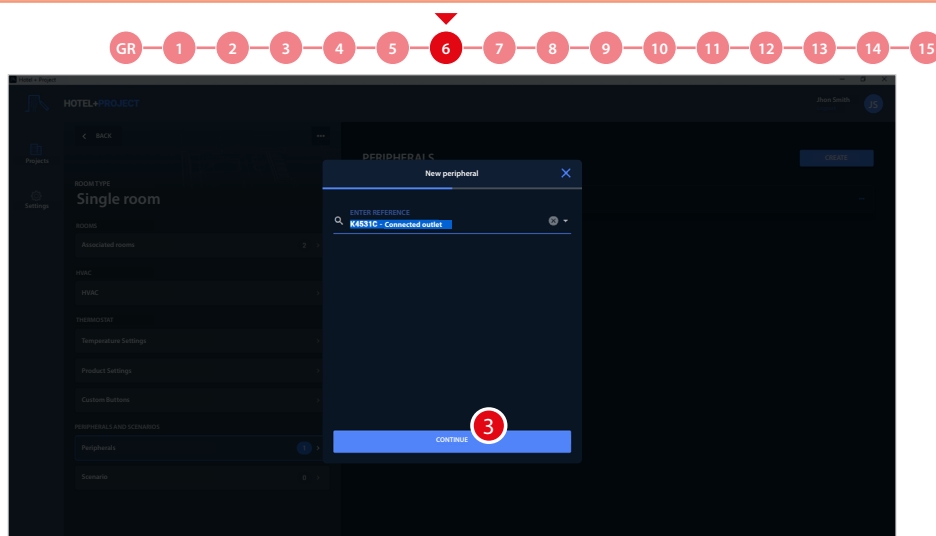 GR 1 2 3 4 5 6 7 8 9 10 11 12 13 14 15
Hotel + Project
HOTEL+PROJECT
Jhon Smith
JS
BACK
Projects
Settings
ROOM TYPE
Single room
ROOMS
Associated rooms 2
HVAC
HVAC
THERMOSTAT
Temperature Settings
Product Settings
Custom Buttons
PERIPHERALS AND SCENARIOS
Peripherals
Scenario 0
PERIPHERALS
CREATE
New peripheral
ENTER REFERENCE
K4531C - Connected outlet
3
CONTINUE